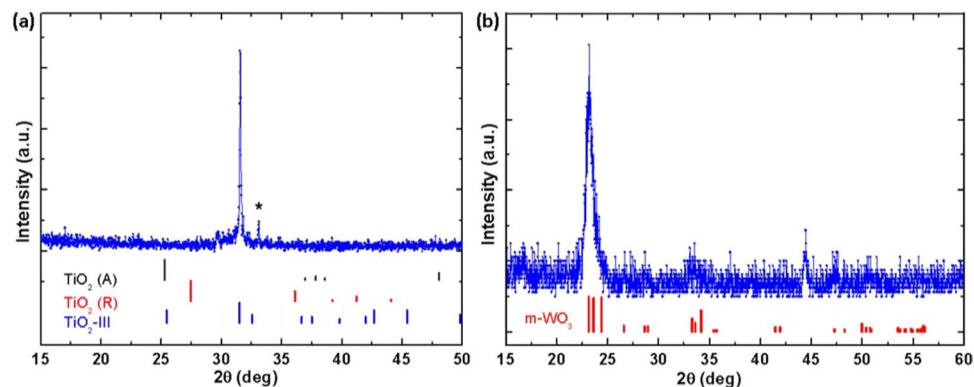 (a)
Intensity (a.u.)
*
TiO₂ (A)
TiO₂ (R)
TiO₂-III
15 20 25 30 35 40 45 50
2θ (deg)
(b)
Intensity (a.u.)
m-WO₃
15 20 25 30 35 40 45 50 55 60
2θ (deg)